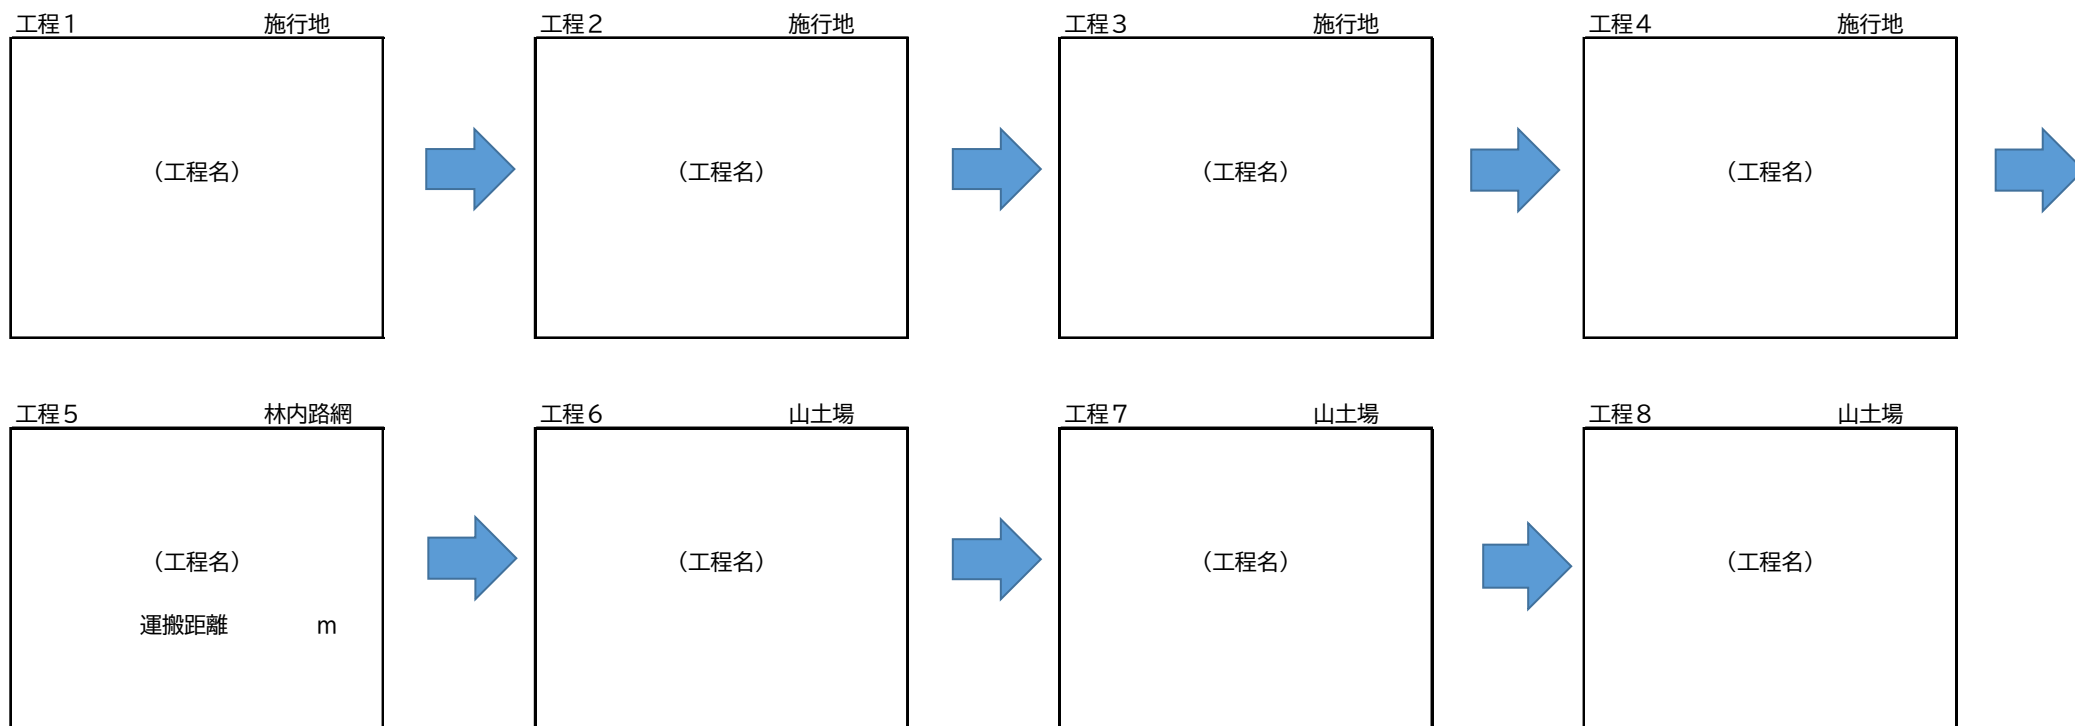 工程1 施行地 工程2 施行地 工程3 施行地 工程4 施行地
（工程名） （工程名） （工程名） （工程名）
工程5 林内路網 工程6 山土場 工程7 山土場 工程8 山土場
（工程名） （工程名） （工程名） （工程名）
運搬距離 m